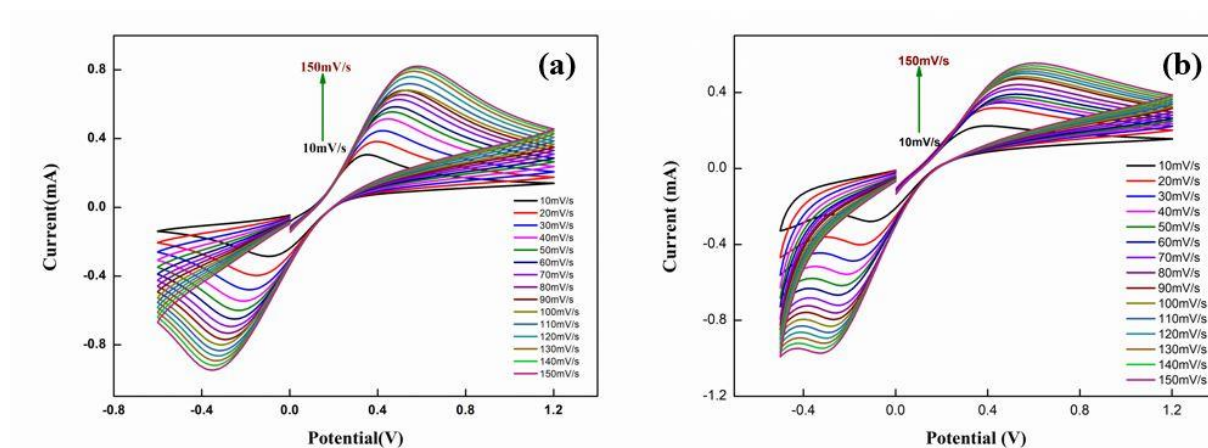 (a)
150mV/s
10mV/s
0.8
0.4
0.0
-0.4
-0.8
Current(mA)
10mV/s
20mV/s
30mV/s
40mV/s
50mV/s
60mV/s
70mV/s
80mV/s
90mV/s
100mV/s
110mV/s
120mV/s
130mV/s
140mV/s
150mV/s
-0.8 -0.4 0.0 0.4 0.8 1.2
Potential(V)
(b)
150mV/s
10mV/s
0.4
0.0
-0.4
-0.8
-1.2
Current (mA)
10mV/s
20mV/s
30mV/s
40mV/s
50mV/s
60mV/s
70mV/s
80mV/s
90mV/s
100mV/s
110mV/s
120mV/s
130mV/s
140mV/s
150mV/s
-0.4 0.0 0.4 0.8 1.2
Potential (V)